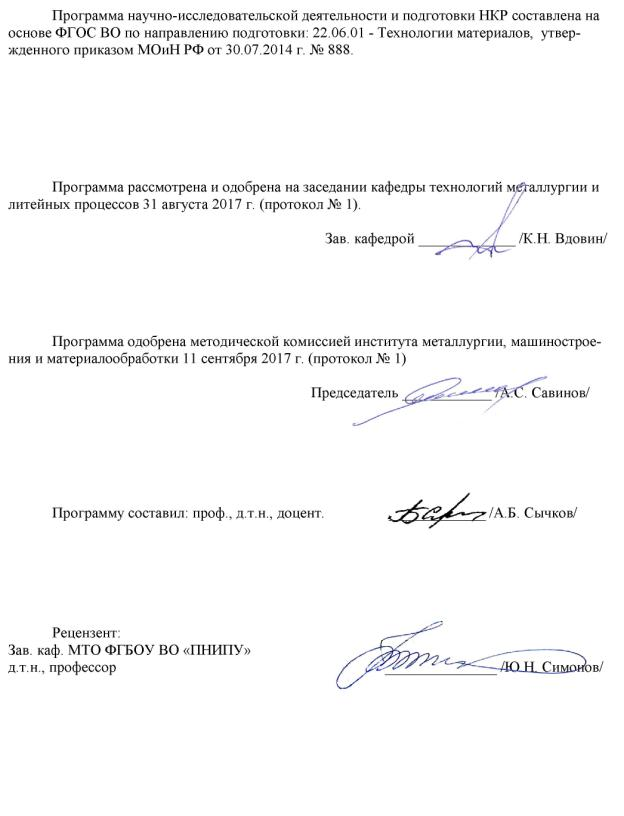 Программа научно-исследовательской деятельности и подготовки НКР составлена на
основе ФГОС ВО по направлению подготовки: 22.06.01 - Технологии материалов, утвер-
жденного приказом МОиН РФ от 30.07.2014 г. № 888.
Программа рассмотрена и одобрена на заседании кафедры технологий металлургии и
литейных процессов 31 августа 2017 г. (протокол № 1).
Зав. кафедрой _____________ /К.Н. Вдовин/
Программа одобрена методической комиссией института металлургии, машинострое-
ния и материалообработки 11 сентября 2017 г. (протокол № 1)
Председатель ____________ /А.С. Савинов/
Программу составил: проф., д.т.н., доцент. _____________ /А.Б. Сычков/
Рецензент:
Зав. каф. МТО ФГБОУ ВО «ПНИПУ»
д.т.н., профессор _______________ /Ю.Н. Симонов/